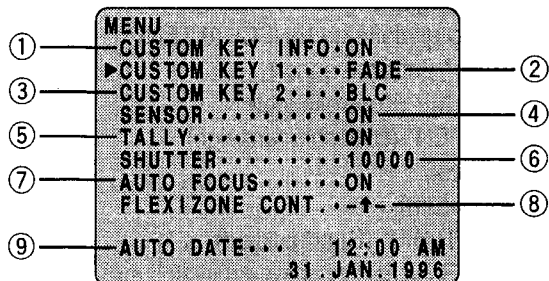 MENU
① CUSTOM KEY INFO·ON
▶CUSTOM KEY 1····FADE ②
③ CUSTOM KEY 2····BLC
SENSOR··········ON ④
⑤ TALLY···········ON
SHUTTER········10000 ⑥
⑦ AUTO FOCUS······ON
FLEXIZONE CONT.·-↑- ⑧
⑨ AUTO DATE··· 12:00 AM
31.JAN.1996